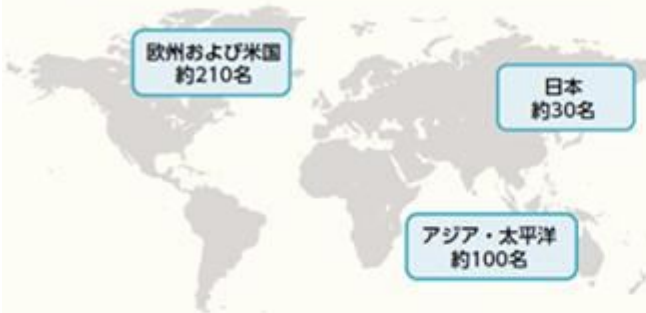 欧州および米国
約210名
日本
約30名
アジア・太平洋
約100名